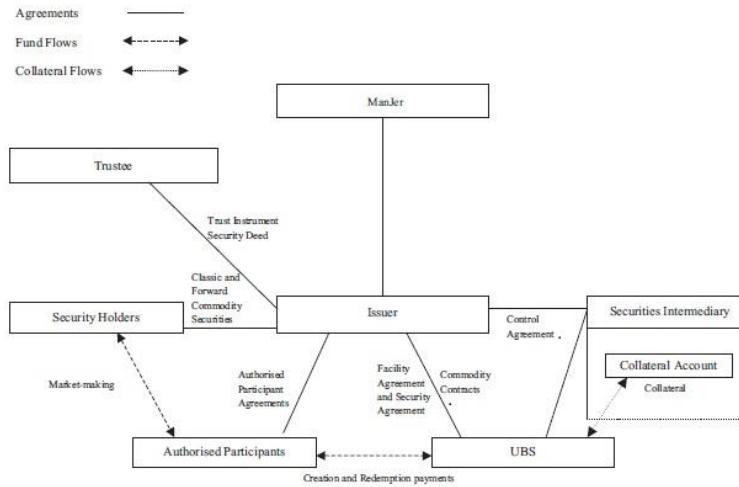 Agreements
Fund Flows
Collateral Flows
ManJer
Trustee
Trust Instrument
Security Deed
Classic and
Forward
Commodity
Securities
Security Holders
Issuer
Control
Agreement
Securities Intermediary
Collateral Account
Collateral
Market-making
Authorised
Participant
Agreements
Facility
Agreement
and Security
Agreement
Commodity
Contracts
Authorised Participants
UBS
Creation and Redemption payments